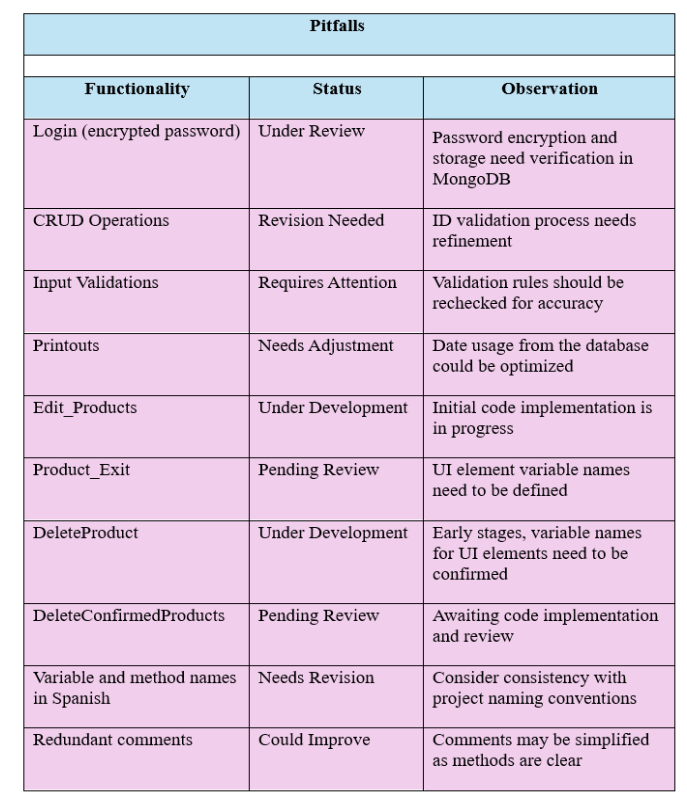 Pitfalls
Functionality Status Observation
Login (encrypted password) Under Review Password encryption and
storage need verification in
MongoDB
CRUD Operations Revision Needed ID validation process needs
refinement
Input Validations Requires Attention Validation rules should be
rechecked for accuracy
Printouts Needs Adjustment Date usage from the database
could be optimized
Edit_Products Under Development Initial code implementation is
in progress
Product_Exit Pending Review UI element variable names
need to be defined
DeleteProduct Under Development Early stages, variable names
for UI elements need to be
confirmed
DeleteConfirmedProducts Pending Review Awaiting code implementation
and review
Variable and method names Needs Revision Consider consistency with
in Spanish project naming conventions
Redundant comments Could Improve Comments may be simplified
as methods are clear